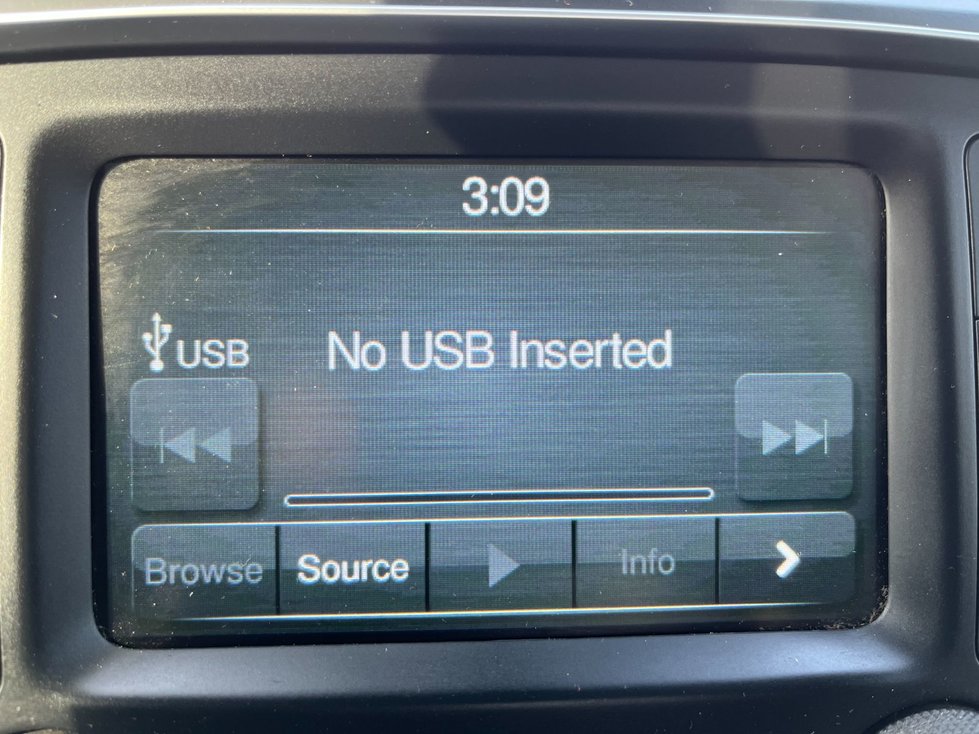 3:09
USB
No USB Inserted
Browse
Source
Info